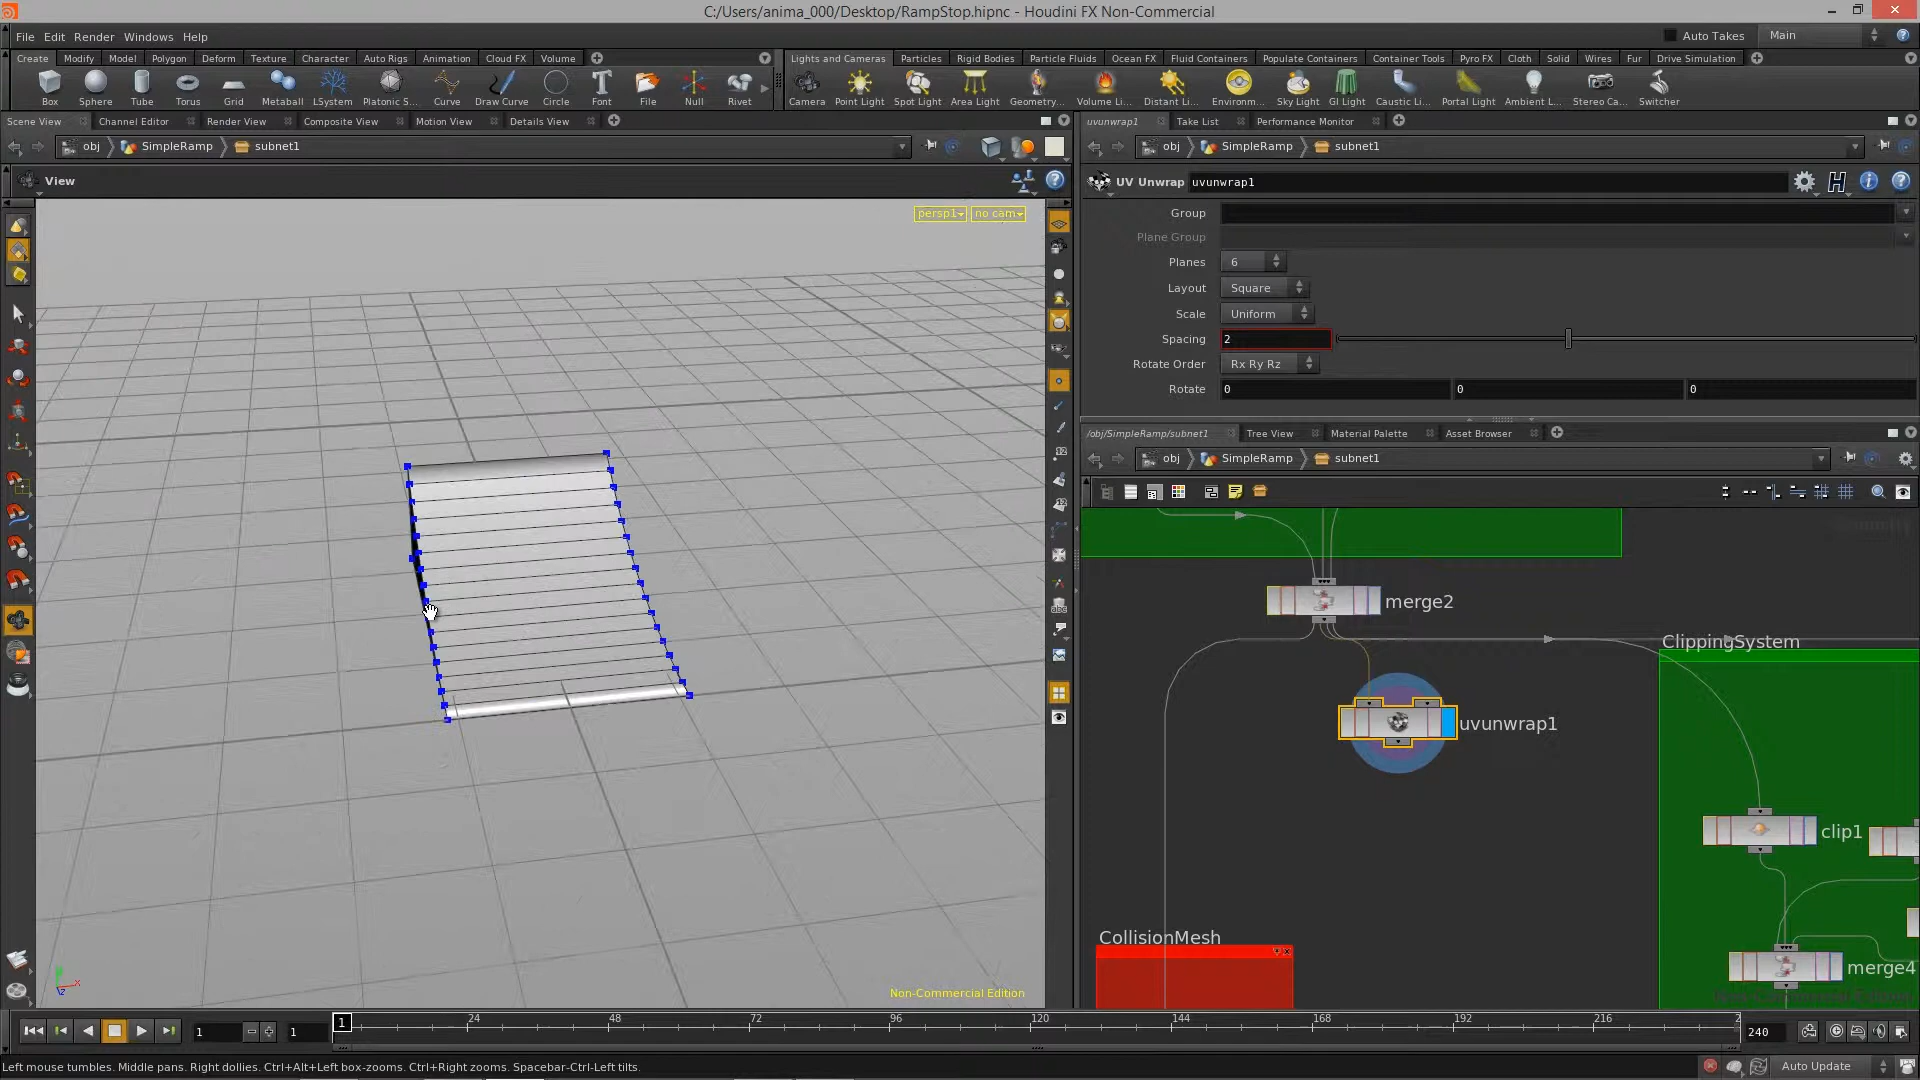 C:/Users/anima_000/Desktop/RampStop.hipnc - Houdini FX Non-Commercial
File Edit Render Windows Help
Auto Takes Main
Create Modify Model Polygon Deform Texture Character Auto Rigs Animation Cloud FX Volume
Lights and Cameras Particles Rigid Bodies Particle Fluids Ocean FX Fluid Containers Populate Containers Container Tools Pyro FX Cloth Solid Wires Fur Drive Simulation
Box Sphere Tube Torus Grid Metaball LSystem Platonic S... Curve Draw Curve Circle Font File Null Rivet
Camera Point Light Spot Light Area Light Geometry... Volume Li... Distant Li... Environm... Sky Light GI Light Caustic Li... Portal Light Ambient L... Stereo Ca... Switcher
Scene View Channel Editor Render View Composite View Motion View Details View
uvunwrap1 Take List Performance Monitor
obj SimpleRamp subnet1
obj SimpleRamp subnet1
View
UV Unwrap uvunwrap1
persp1 no cam
Group
Plane Group
Planes 6
Layout Square
Scale Uniform
Spacing 2
Rotate Order Rx Ry Rz
Rotate 0 0 0
/obj/SimpleRamp/subnet1 Tree View Material Palette Asset Browser
obj SimpleRamp subnet1
merge2
ClippingSystem
uvunwrap1
clip1
CollisionMesh
merge4
Non-Commercial Edition
1 1 1 24 48 72 96 120 144 168 192 216 2 240
Left mouse tumbles. Middle pans. Right dollies. Ctrl+Alt+Left box-zooms. Ctrl+Right zooms. Spacebar-Ctrl-Left tilts.
Auto Update